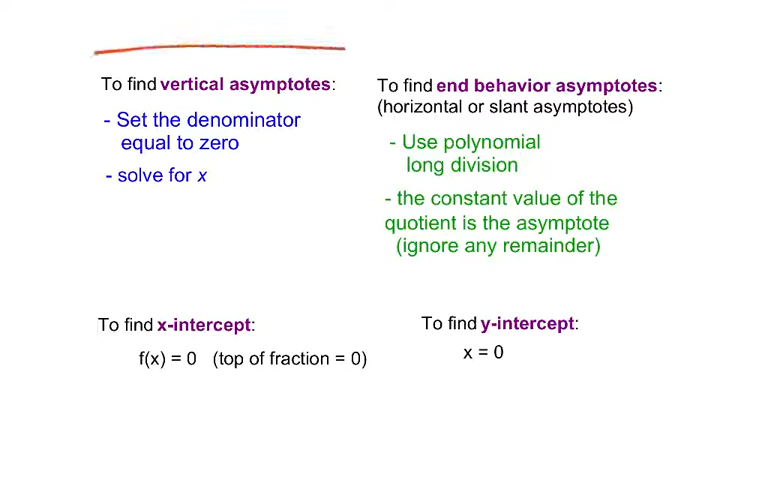 To find vertical asymptotes:
- Set the denominator
equal to zero
- solve for x
To find end behavior asymptotes:
(horizontal or slant asymptotes)
- Use polynomial
long division
- the constant value of the
quotient is the asymptote
(ignore any remainder)
To find x-intercept:
f(x) = 0 (top of fraction = 0)
To find y-intercept:
x = 0